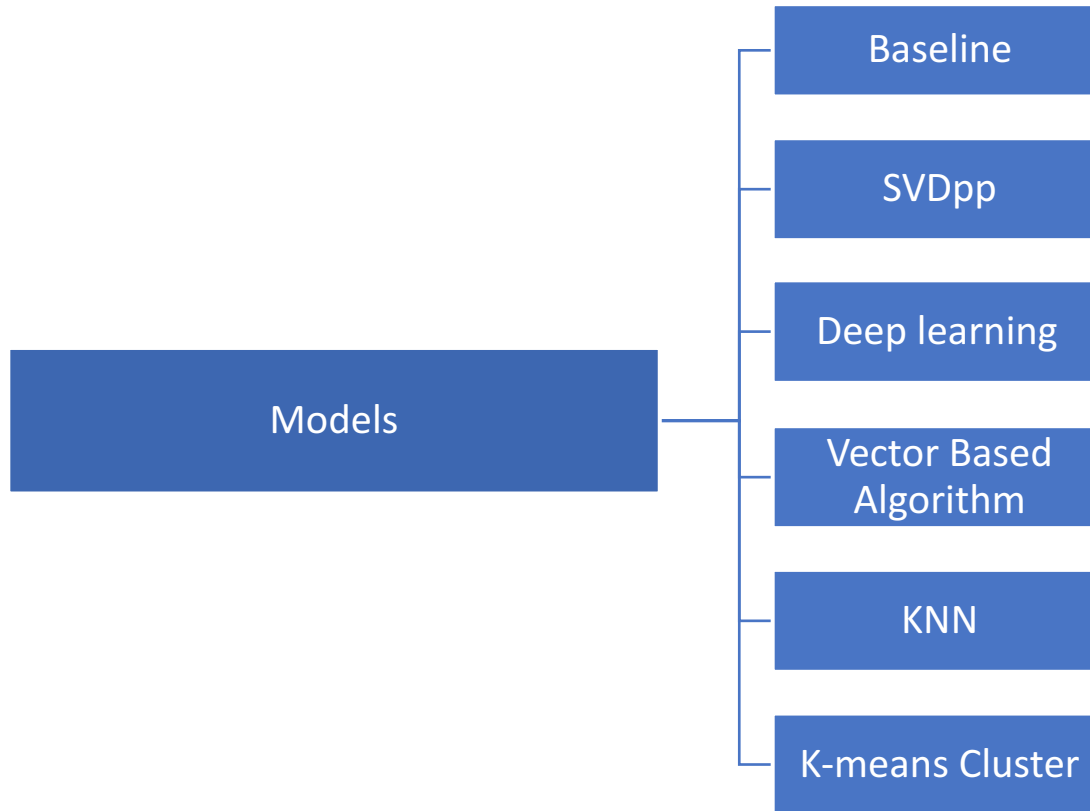 Models
Baseline
SVDpp
Deep learning
Vector Based
Algorithm
KNN
K-means Cluster